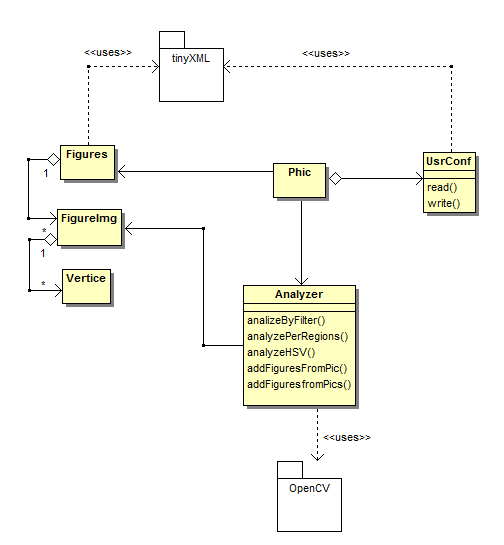 <<uses>>
<<uses>>
tinyXML
Figures
1
Phic
UsrConf
read()
write()
FigureImg
*
1
Vertice
*
Analyzer
analizeByFilter()
analyzePerRegions()
analyzeHSV()
addFiguresFromPic()
addFiguresfromPics()
<<uses>>
OpenCV